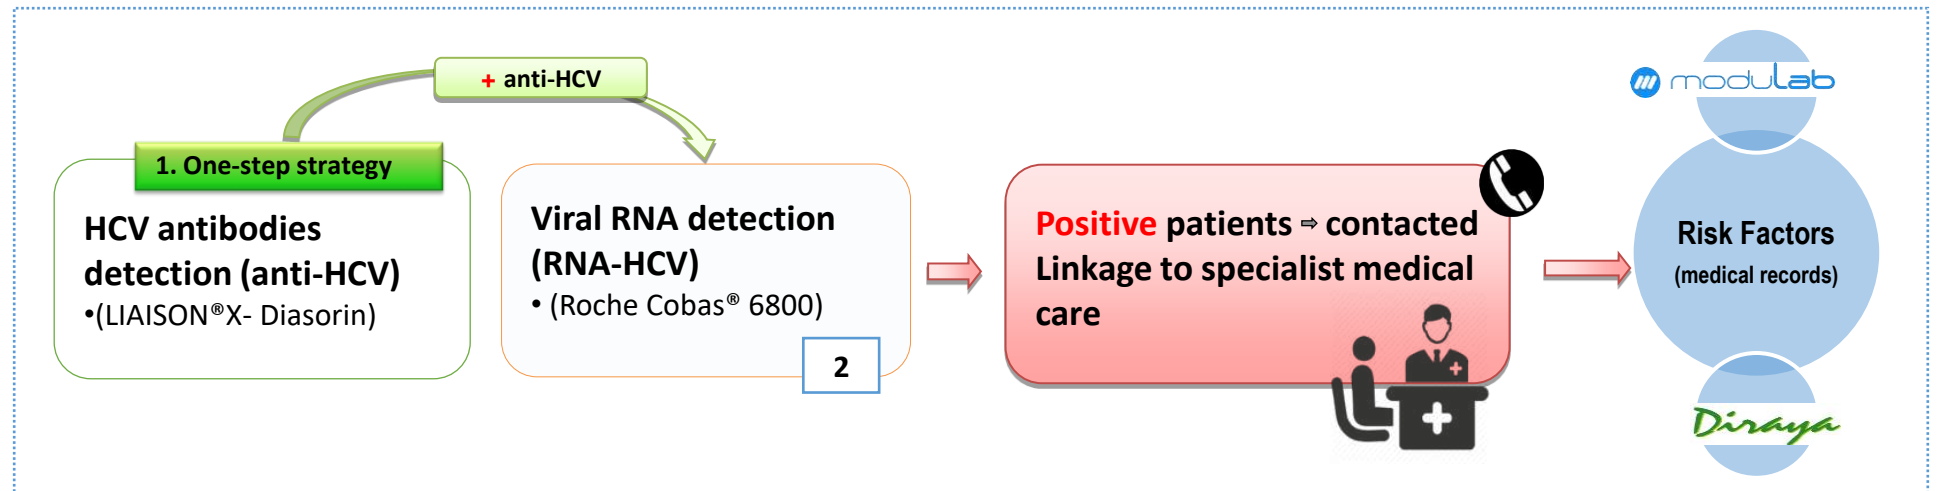 + anti-HCV
1. One-step strategy
HCV antibodies
detection (anti-HCV)
•(LIAISON®X- Diasorin)
Viral RNA detection
(RNA-HCV)
• (Roche Cobas® 6800)
2
Positive patients ⇨ contacted
Linkage to specialist medical
care
modulab
Risk Factors
(medical records)
Diraya